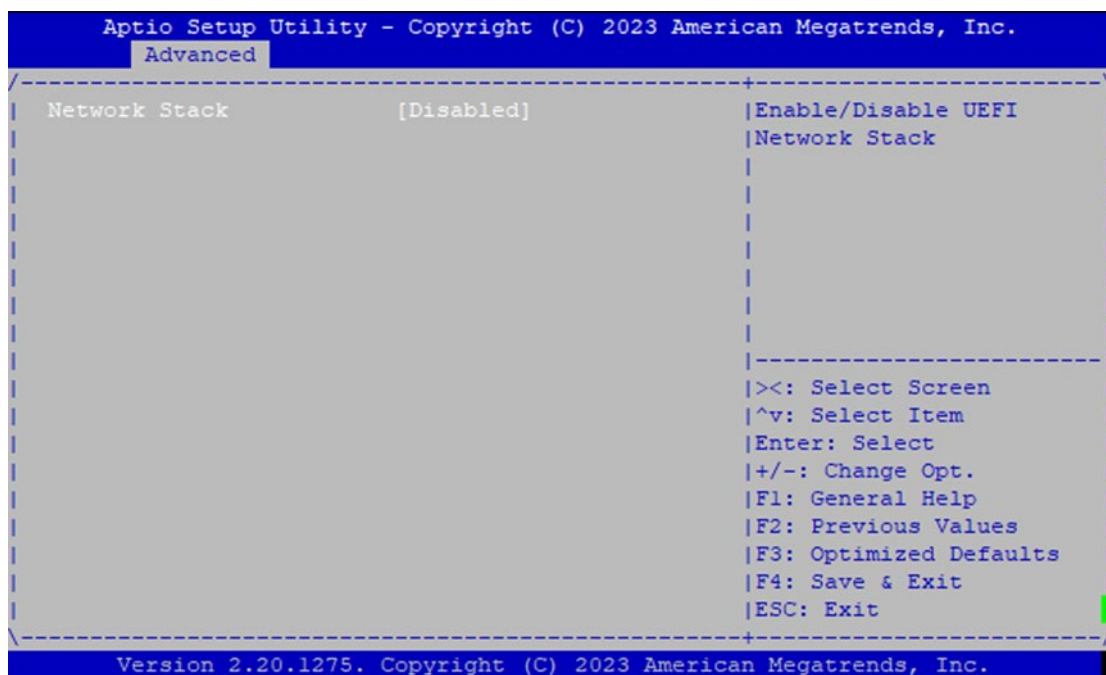 Aptio Setup Utility - Copyright (C) 2023 American Megatrends, Inc.
Advanced
Network Stack [Disabled]
Enable/Disable UEFI
Network Stack
><: Select Screen
^v: Select Item
Enter: Select
+/-: Change Opt.
F1: General Help
F2: Previous Values
F3: Optimized Defaults
F4: Save & Exit
ESC: Exit
Version 2.20.1275. Copyright (C) 2023 American Megatrends, Inc.